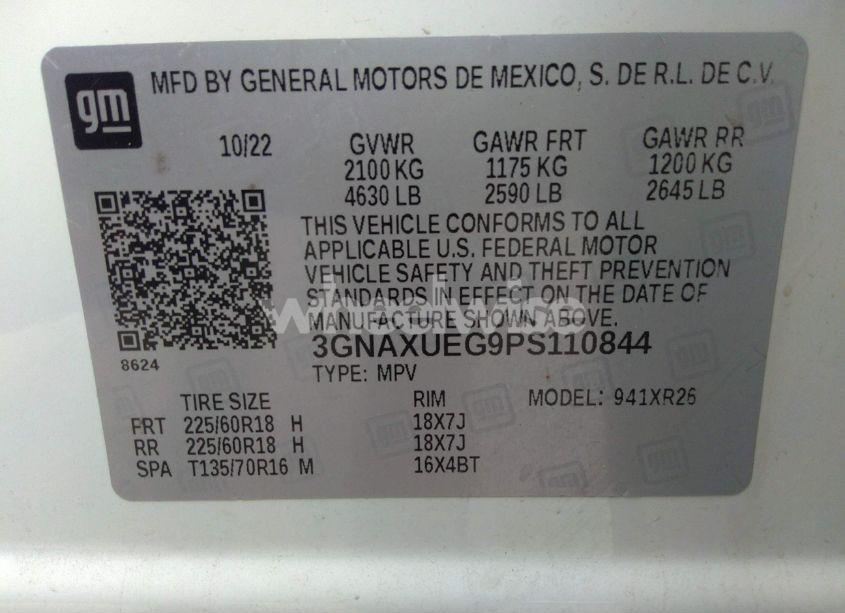 gm
MFD BY GENERAL MOTORS DE MEXICO, S. DE R.L. DE C.V.
10/22 GVWR GAWR FRT GAWR RR
2100 KG 1175 KG 1200 KG
4630 LB 2590 LB 2645 LB
THIS VEHICLE CONFORMS TO ALL
APPLICABLE U.S. FEDERAL MOTOR
VEHICLE SAFETY AND THEFT PREVENTION
STANDARDS IN EFFECT ON THE DATE OF
MANUFACTURE SHOWN ABOVE.
3GNAXUEG9PS110844
8624
TYPE: MPV
TIRE SIZE RIM MODEL: 941XR26
FRT 225/60R18 H 18X7J
RR 225/60R18 H 18X7J
SPA T135/70R16 M 16X4BT